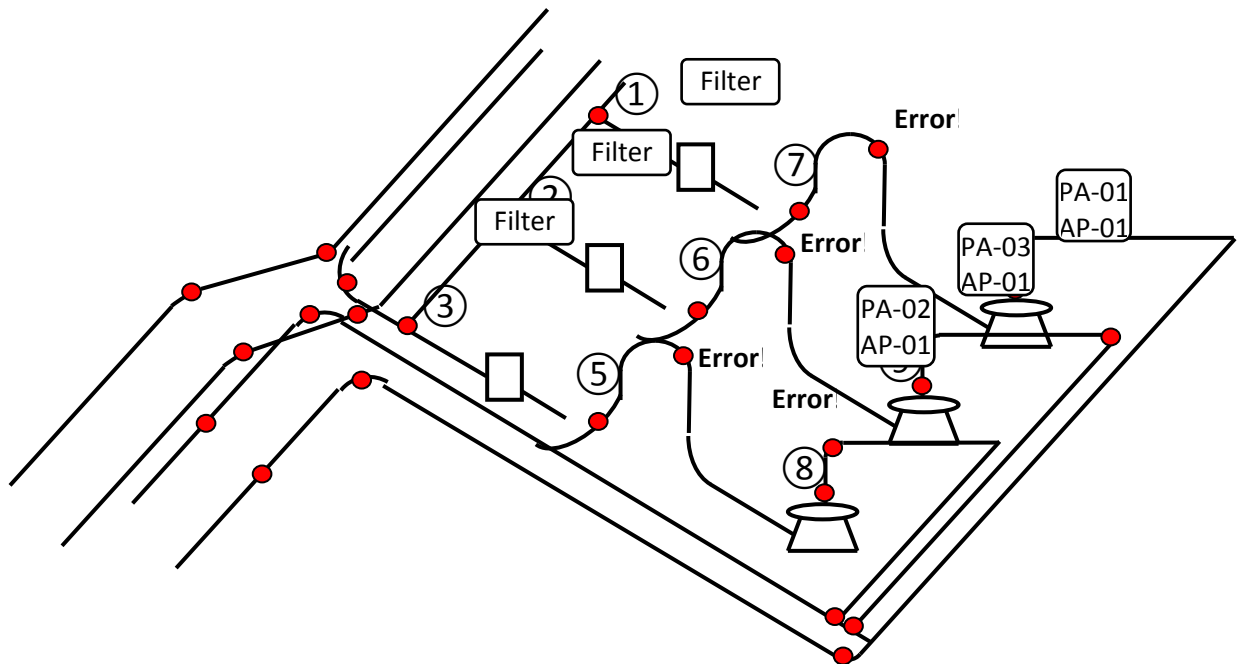 ①
Filter
Error!
Filter
⑦
PA-01
AP-01
②
Filter
PA-03
AP-01
Error!
⑥
③
PA-02
AP-01
Error!
⑤
Error!
⑧